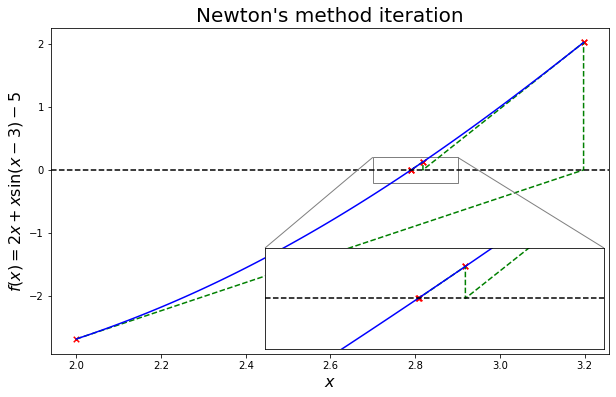 Newton's method iteration
f(x) = 2x + xsin(x − 3) − 5
2
1
0
−1
−2
2.0 2.2 2.4 2.6 2.8 3.0 3.2
x